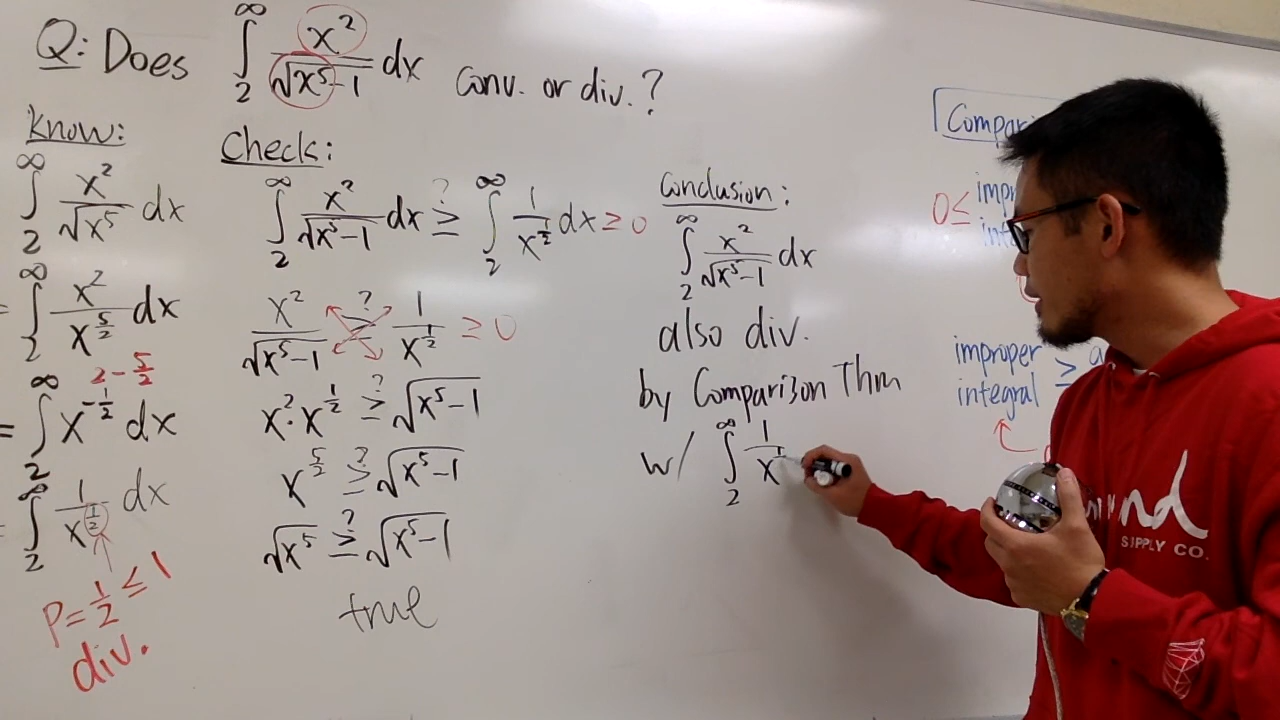 Q: Does ∫₂^∞ x²/√(x⁵-1) dx Conv. or div.?
Know:
∫₂^∞ x²/√x⁵ dx
= ∫₂^∞ x²/x^(5/2) dx
2 - 5/2
= ∫₂^∞ x^(-1/2) dx
= ∫₂^∞ 1/x^(1/2) dx
P = 1/2 ≤ 1
div.
Check:
∫₂^∞ x²/√(x⁵-1) dx ≥? ∫₂^∞ 1/x^(1/2) dx ≥ 0
x²/√(x⁵-1) ≥? 1/x^(1/2) ≥ 0
x²·x^(1/2) ≥? √(x⁵-1)
x^(5/2) ≥? √(x⁵-1)
√x⁵ ≥? √(x⁵-1)
true
Conclusion:
∫₂^∞ x²/√(x⁵-1) dx
also div.
by Comparison Thm
w/ ∫₂^∞ 1/x
0≤
improper
integral ≥
SUPPLY CO.